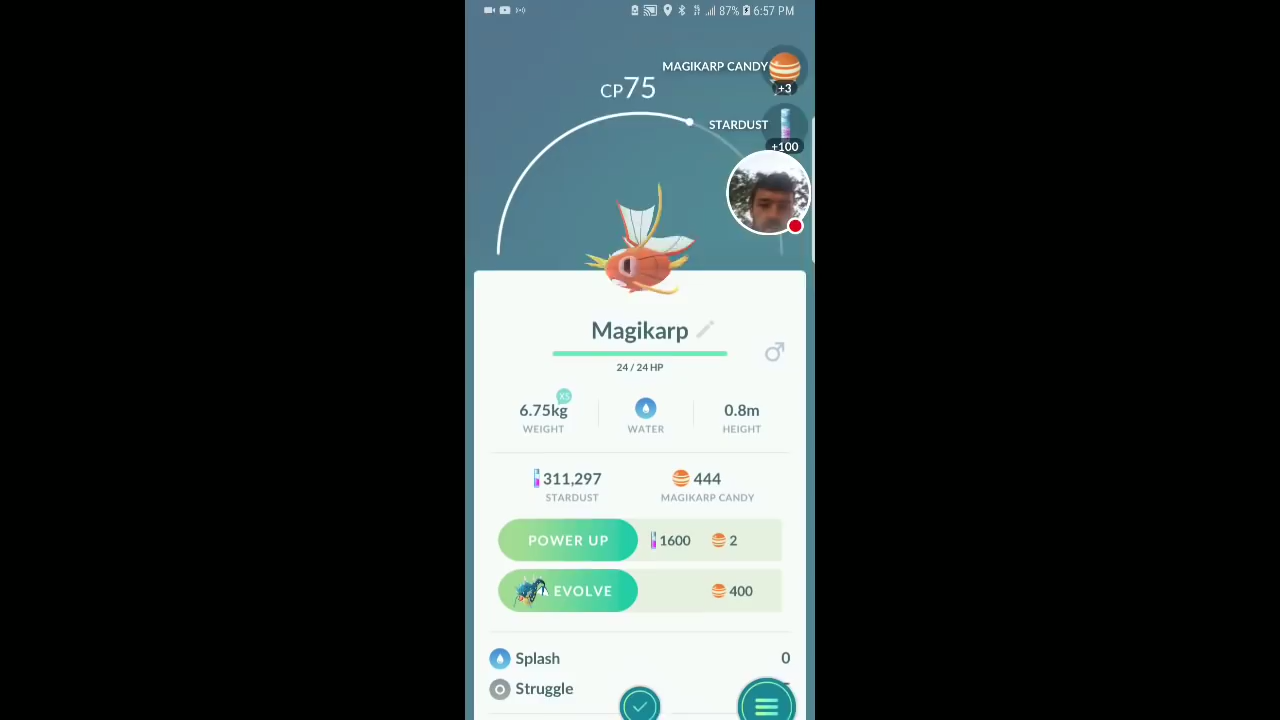 87% 6:57 PM
MAGIKARP CANDY
+3
CP75
STARDUST
+100
Magikarp
24 / 24 HP
XS
6.75kg
WEIGHT
WATER
0.8m
HEIGHT
311,297
STARDUST
444
MAGIKARP CANDY
POWER UP 1600 2
EVOLVE 400
Splash 0
Struggle